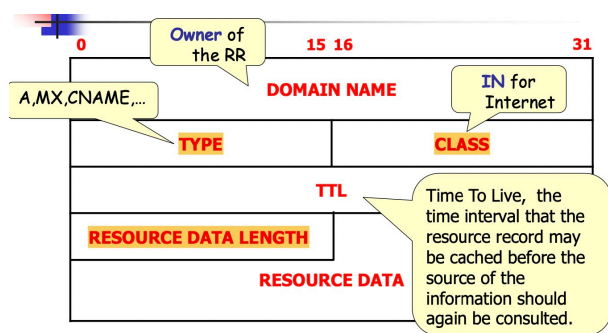 Owner of
the RR
0
15 16
31
A,MX,CNAME,...
DOMAIN NAME
IN for
Internet
TYPE
CLASS
TTL
Time To Live, the
time interval that the
resource record may
be cached before the
source of the
information should
again be consulted.
RESOURCE DATA LENGTH
RESOURCE DATA